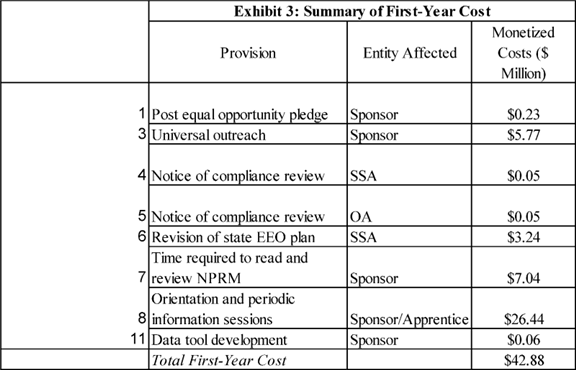 Exhibit 3: Summary of First-Year Cost
Provision Entity Affected Monetized Costs ($ Million)
1 Post equal opportunity pledge Sponsor $0.23
3 Universal outreach Sponsor $5.77
4 Notice of compliance review SSA $0.05
5 Notice of compliance review OA $0.05
6 Revision of state EEO plan SSA $3.24
Time required to read and
7 review NPRM Sponsor $7.04
Orientation and periodic
8 information sessions Sponsor/Apprentice $26.44
11 Data tool development Sponsor $0.06
Total First-Year Cost $42.88